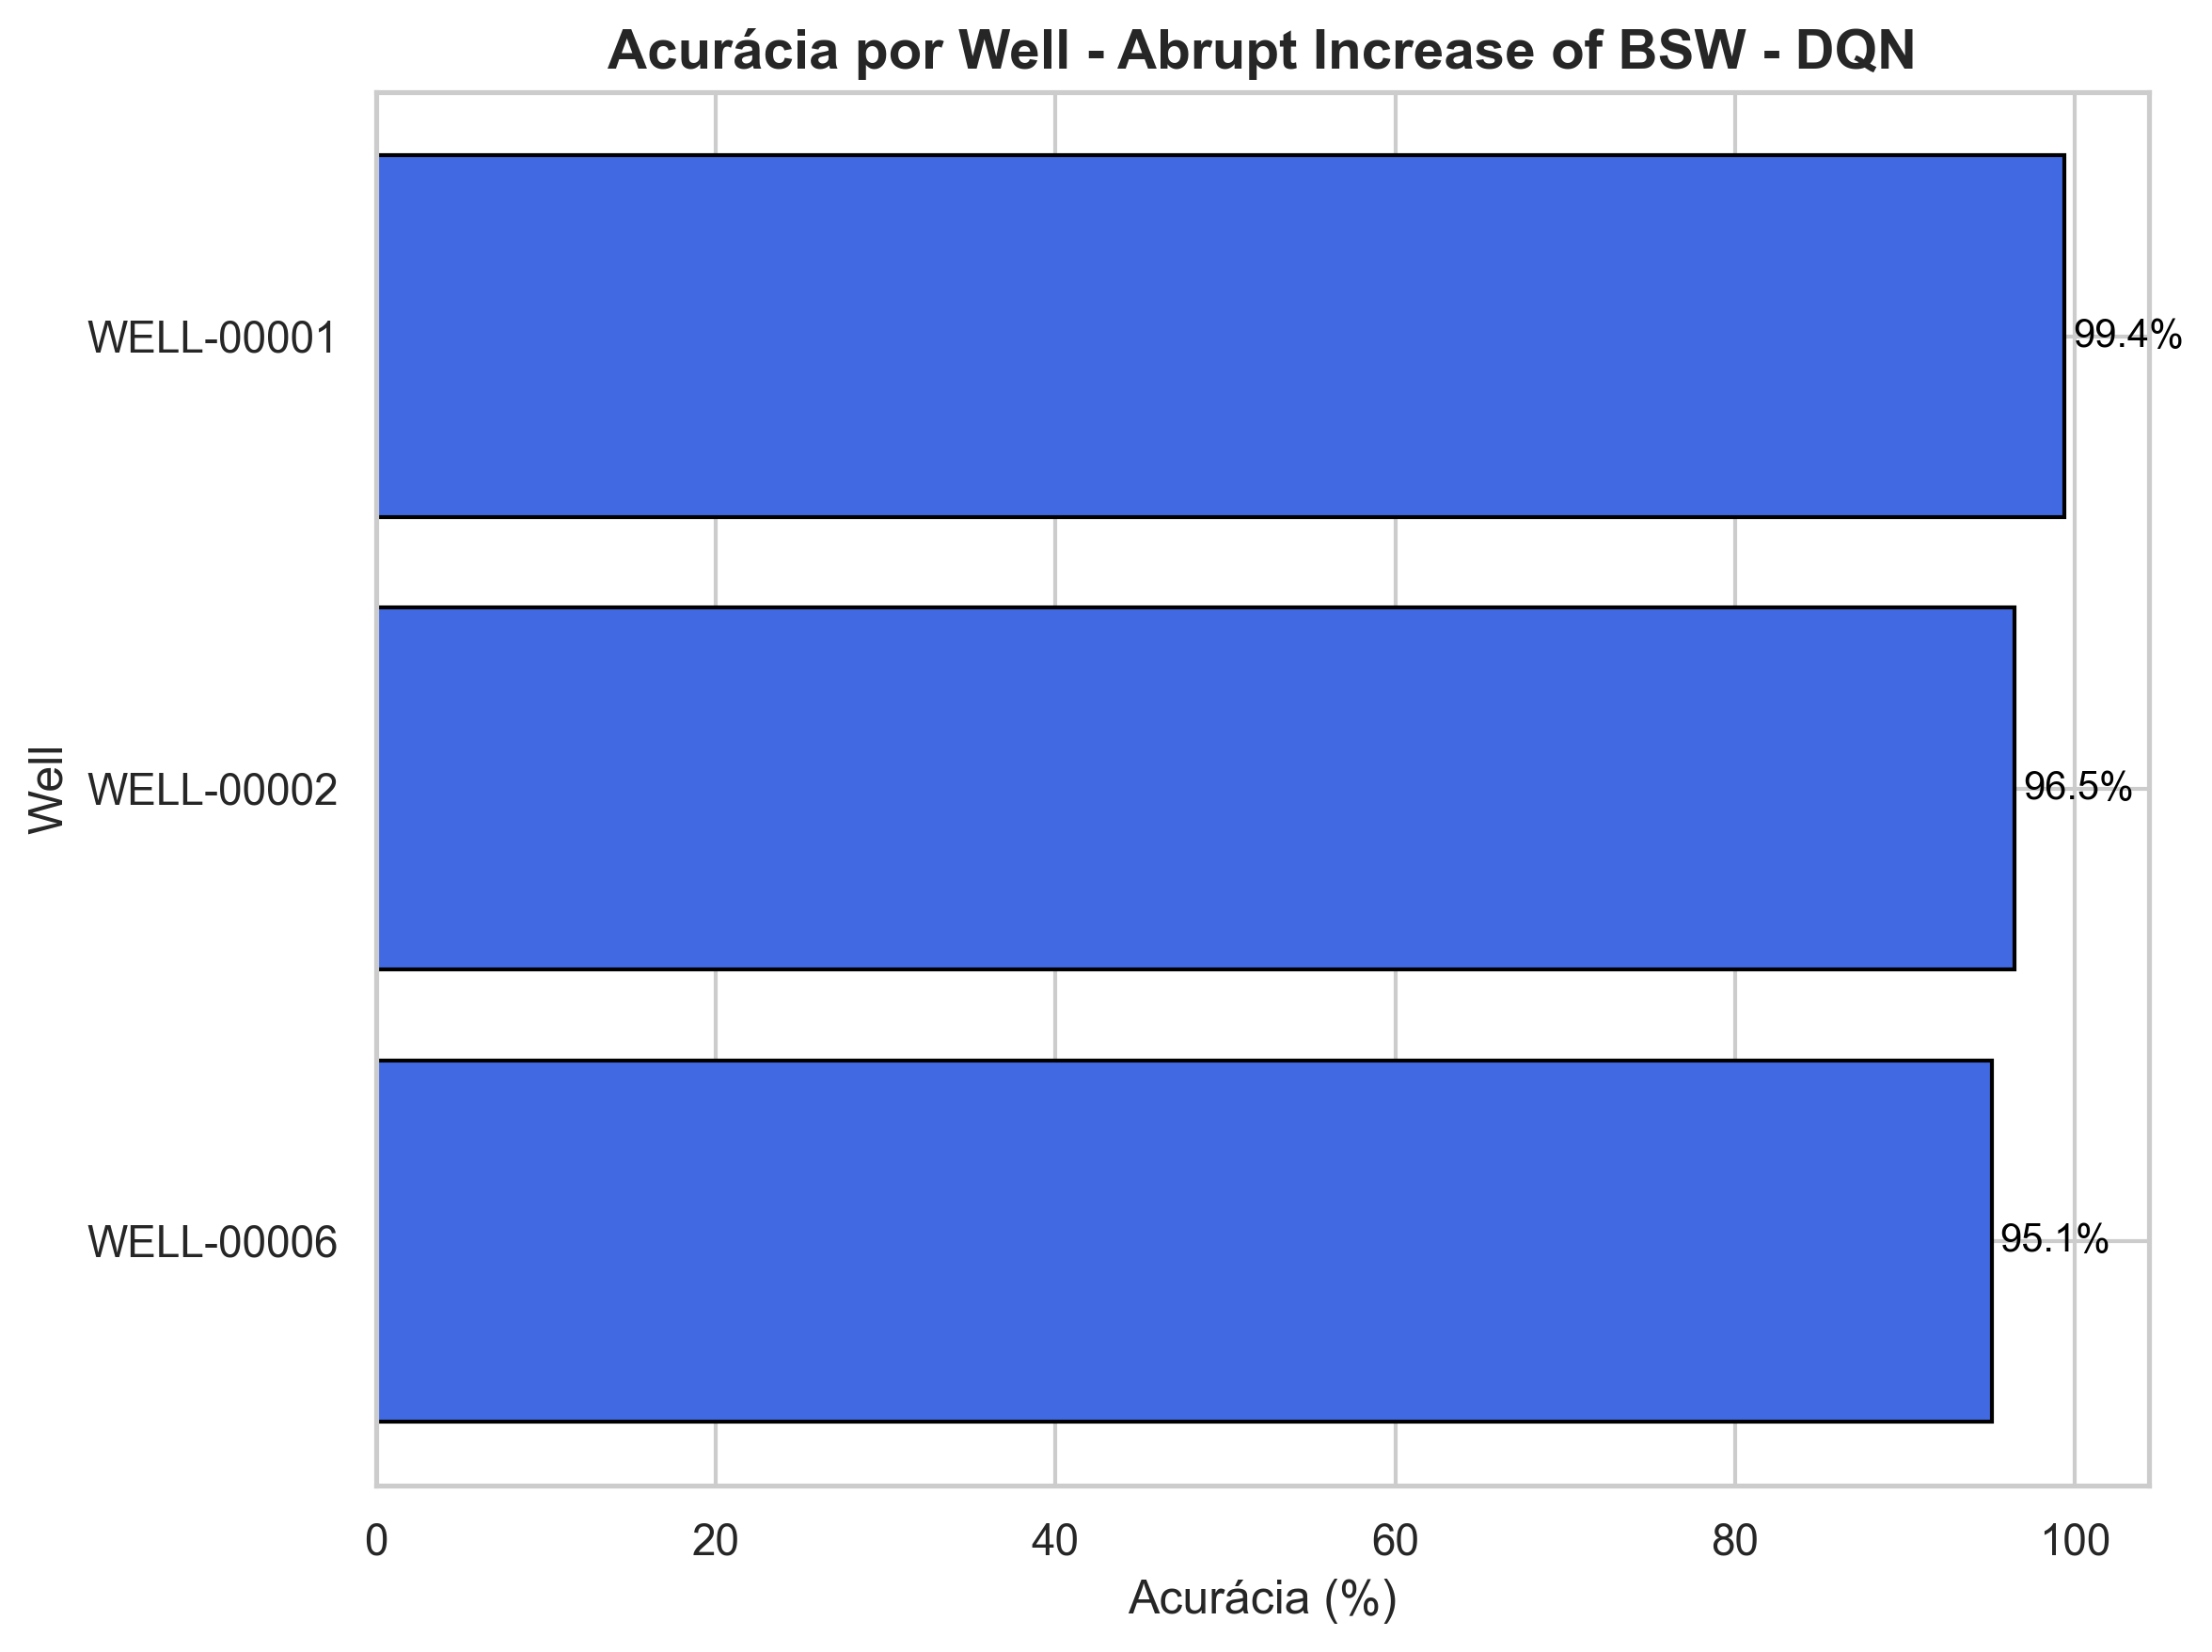 Acurácia por Well - Abrupt Increase of BSW - DQN
WELL-00001
99.4%
Well
WELL-00002
96.5%
WELL-00006
95.1%
0 20 40 60 80 100
Acurácia (%)